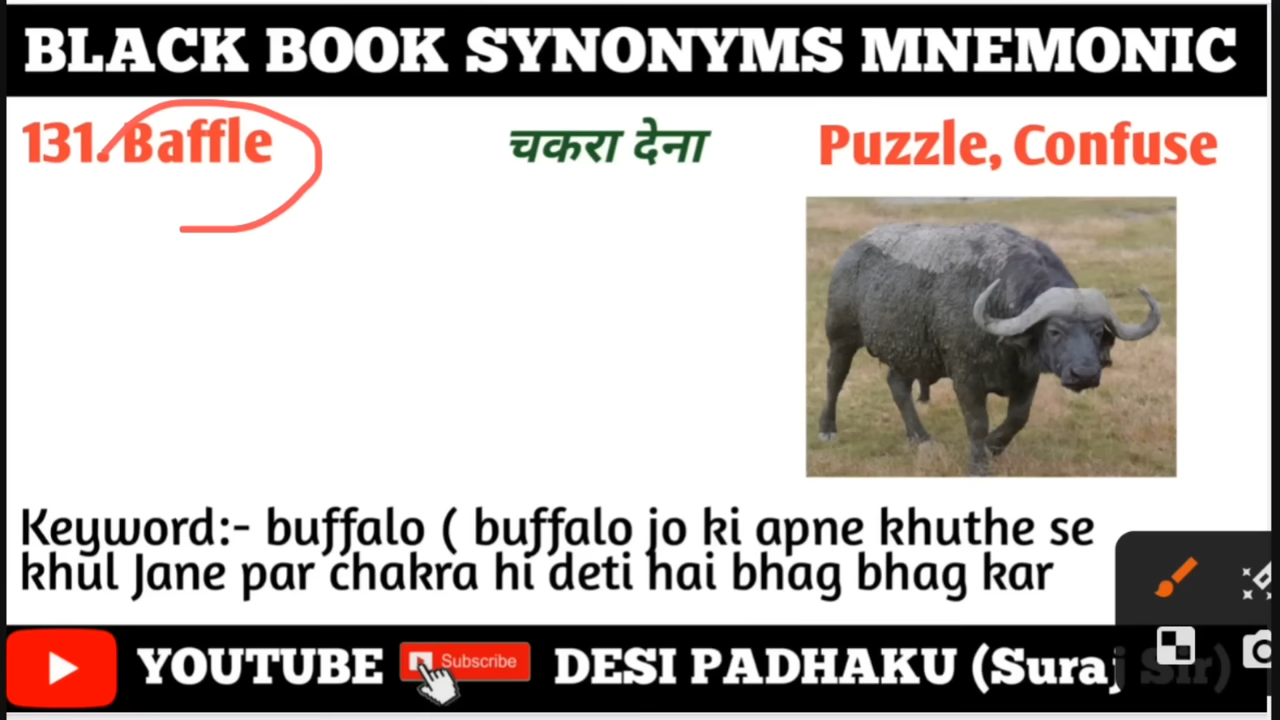 BLACK BOOK SYNONYMS MNEMONIC
131. Baffle चकरा देना Puzzle, Confuse
Keyword:- buffalo ( buffalo jo ki apne khuthe se
khul Jane par chakra hi deti hai bhag bhag kar
YOUTUBE Subscribe DESI PADHAKU (Suraj Sir)